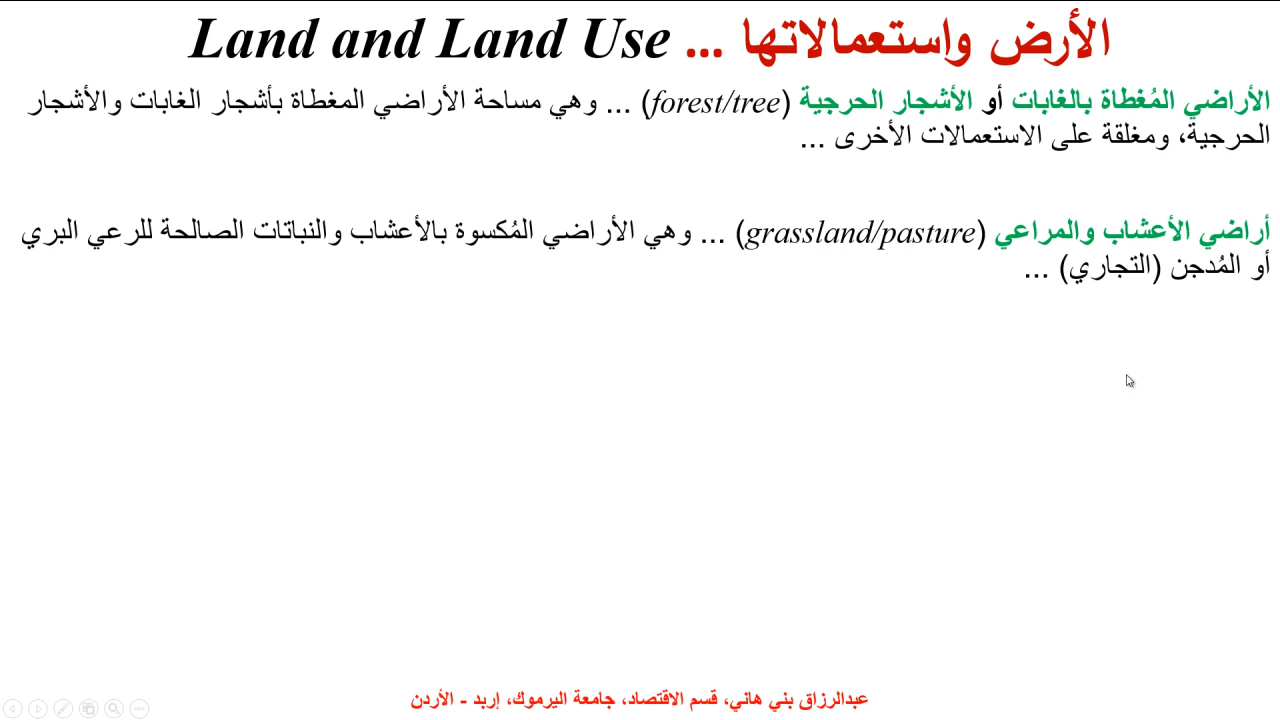 الأرض واستعمالاتها ... Land and Land Use
الأراضي المُغطاة بالغابات أو الأشجار الحرجية (forest/tree) ... وهي مساحة الأراضي المغطاة بأشجار الغابات والأشجار
الحرجية، ومغلقة على الاستعمالات الأخرى ...
أراضي الأعشاب والمراعي (grassland/pasture) ... وهي الأراضي المُكسوة بالأعشاب والنباتات الصالحة للرعي البري
أو المُدجن (التجاري) ...
عبدالرزاق بني هاني، قسم الاقتصاد، جامعة اليرموك، إربد - الأردن